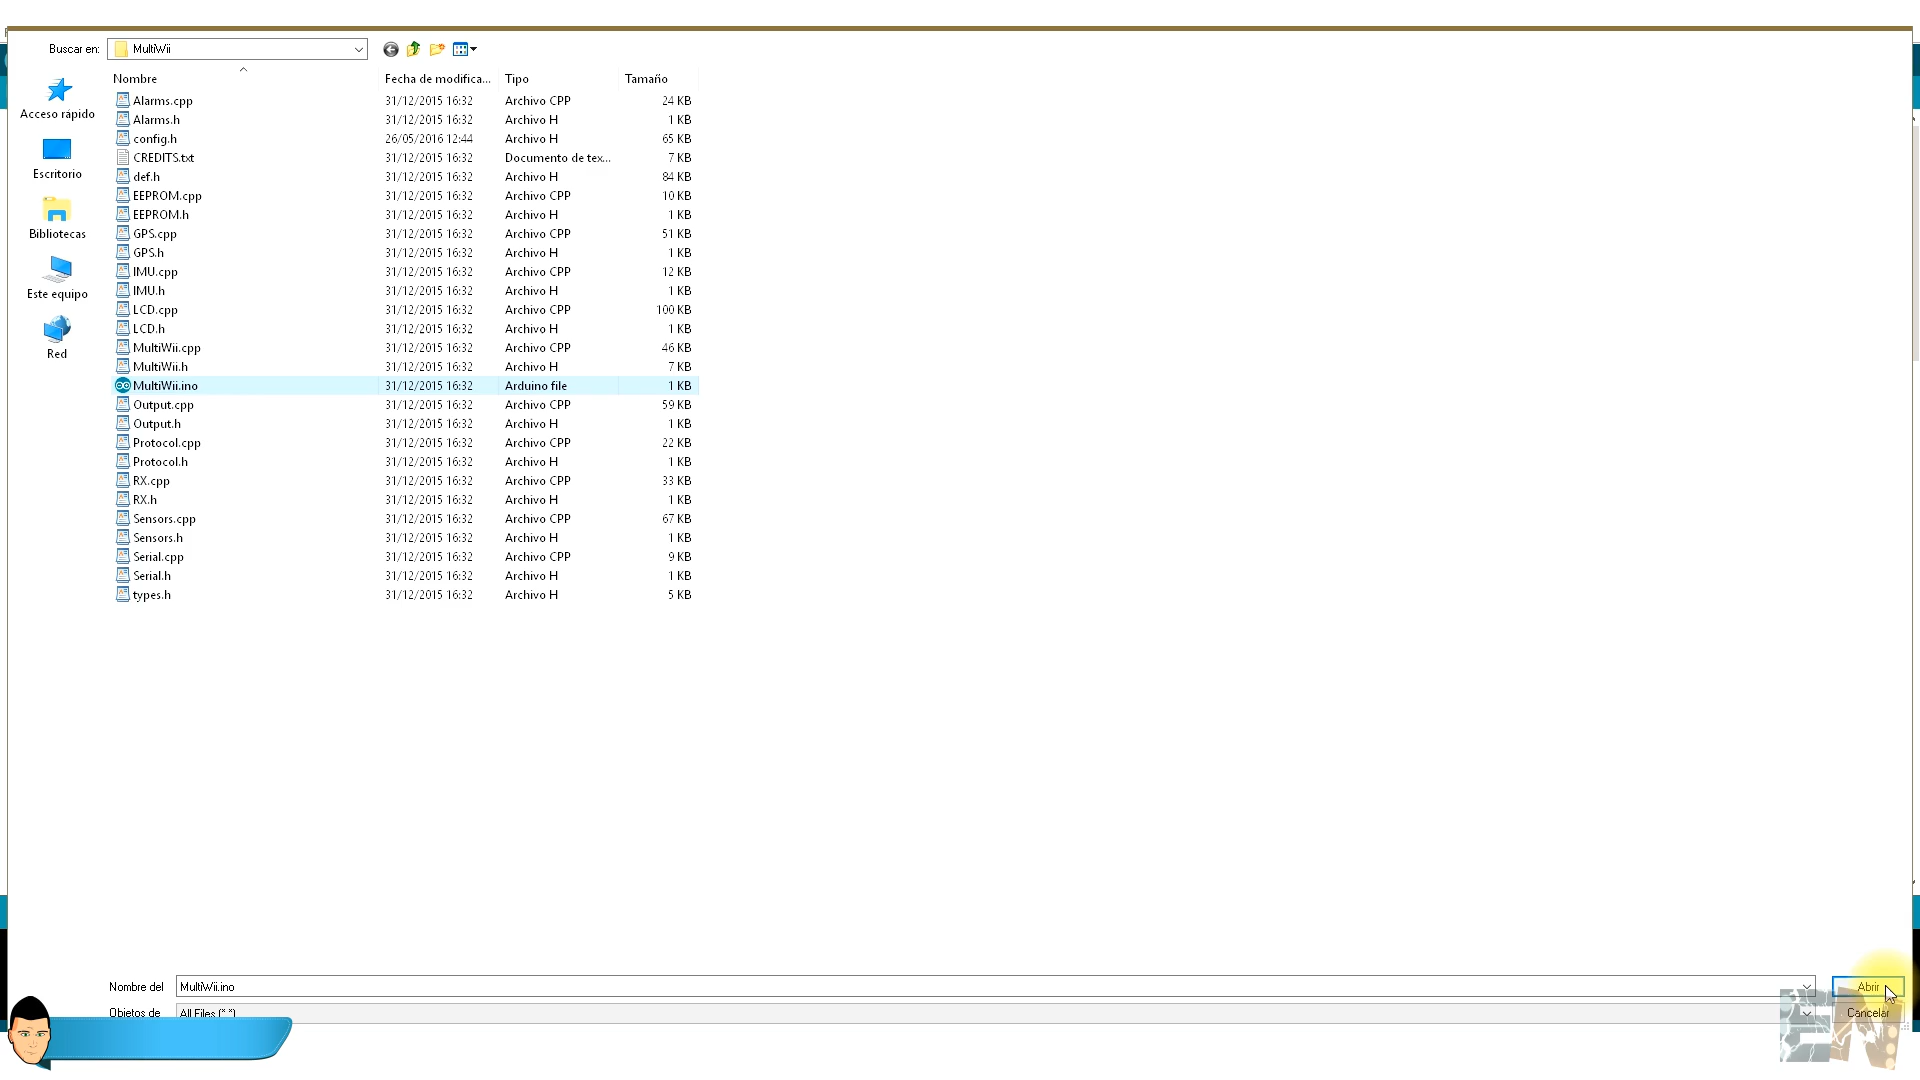 Buscar en: MultiWii
Nombre Fecha de modifica... Tipo Tamaño
Alarms.cpp 31/12/2015 16:32 Archivo CPP 24 KB
Alarms.h 31/12/2015 16:32 Archivo H 1 KB
config.h 26/05/2016 12:44 Archivo H 65 KB
CREDITS.txt 31/12/2015 16:32 Documento de tex... 7 KB
def.h 31/12/2015 16:32 Archivo H 84 KB
EEPROM.cpp 31/12/2015 16:32 Archivo CPP 10 KB
EEPROM.h 31/12/2015 16:32 Archivo H 1 KB
GPS.cpp 31/12/2015 16:32 Archivo CPP 51 KB
GPS.h 31/12/2015 16:32 Archivo H 1 KB
IMU.cpp 31/12/2015 16:32 Archivo CPP 12 KB
IMU.h 31/12/2015 16:32 Archivo H 1 KB
LCD.cpp 31/12/2015 16:32 Archivo CPP 100 KB
LCD.h 31/12/2015 16:32 Archivo H 1 KB
MultiWii.cpp 31/12/2015 16:32 Archivo CPP 46 KB
MultiWii.h 31/12/2015 16:32 Archivo H 7 KB
MultiWii.ino 31/12/2015 16:32 Arduino file 1 KB
Output.cpp 31/12/2015 16:32 Archivo CPP 59 KB
Output.h 31/12/2015 16:32 Archivo H 1 KB
Protocol.cpp 31/12/2015 16:32 Archivo CPP 22 KB
Protocol.h 31/12/2015 16:32 Archivo H 1 KB
RX.cpp 31/12/2015 16:32 Archivo CPP 33 KB
RX.h 31/12/2015 16:32 Archivo H 1 KB
Sensors.cpp 31/12/2015 16:32 Archivo CPP 67 KB
Sensors.h 31/12/2015 16:32 Archivo H 1 KB
Serial.cpp 31/12/2015 16:32 Archivo CPP 9 KB
Serial.h 31/12/2015 16:32 Archivo H 1 KB
types.h 31/12/2015 16:32 Archivo H 5 KB
Acceso rápido
Escritorio
Bibliotecas
Este equipo
Red
Nombre del MultiWii.ino Abrir
Objetos de All Files (*.*) Cancelar
EN